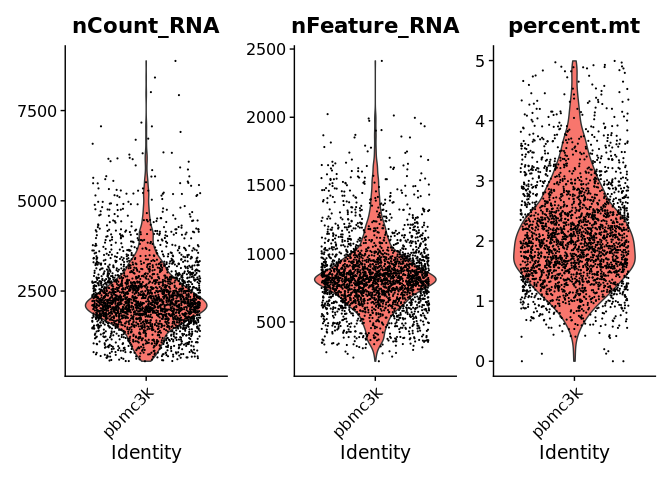 nCount_RNA
7500
5000
2500
pbmc3k
Identity
nFeature_RNA
2500
2000
1500
1000
500
pbmc3k
Identity
percent.mt
5
4
3
2
1
0
pbmc3k
Identity